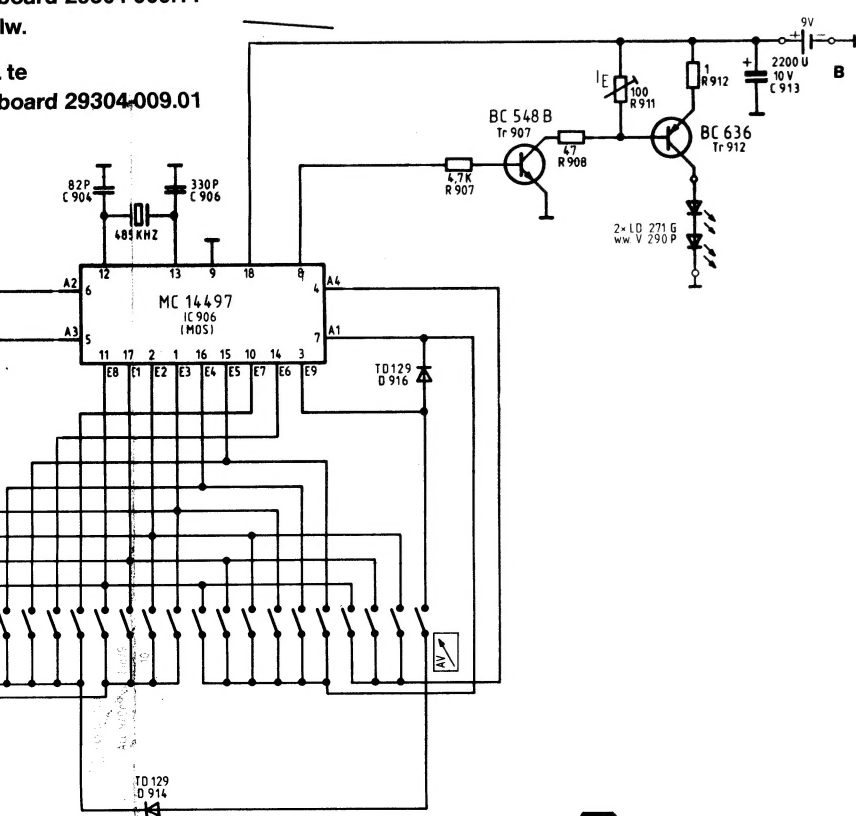 board 29304-009.14
lw.
te
board 29304-009.01
9V
+ -
B
2200 U
10 V
C 913
+
1
R 912
I E
100
R 911
BC 548 B
Tr 907
47
R 908
BC 636
Tr 912
4,7K
R 907
82P
C 904
330P
C 906
485 KHZ
2× LD 271 G
w.w. V 290 P
12 13 9 18 8
A2 6
4 A4
MC 14497
IC 906
(MOS)
A3 5
7 A1
11 17 2 1 16 15 10 14 3
E8 E1 E2 E3 E4 E5 E7 E6 E9
TD 129
D 916
AV
10
TD 129
D 914